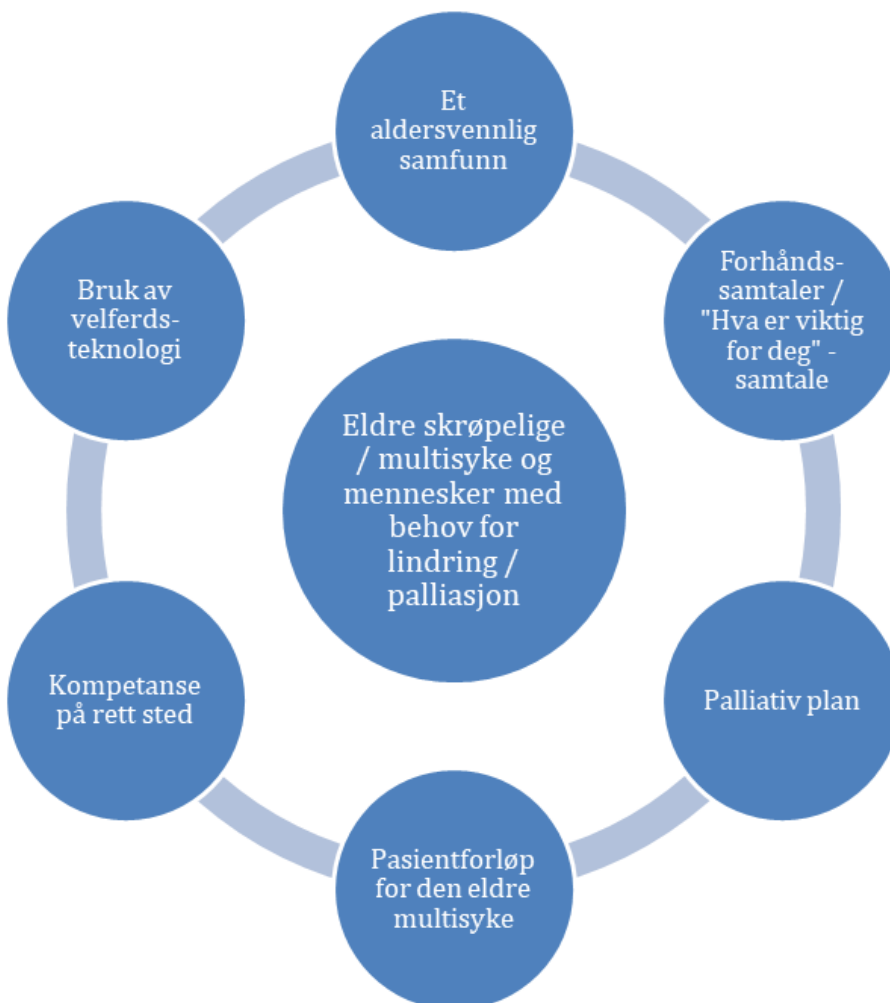 Et
aldersvennlig
samfunn
Forhånds-
samtaler /
"Hva er viktig
for deg" -
samtale
Palliativ plan
Pasientforløp
for den eldre
multisyke
Kompetanse
på rett sted
Bruk av
velferds-
teknologi
Eldre skrøpelige
/ multisyke og
mennesker med
behov for
lindring /
palliasjon